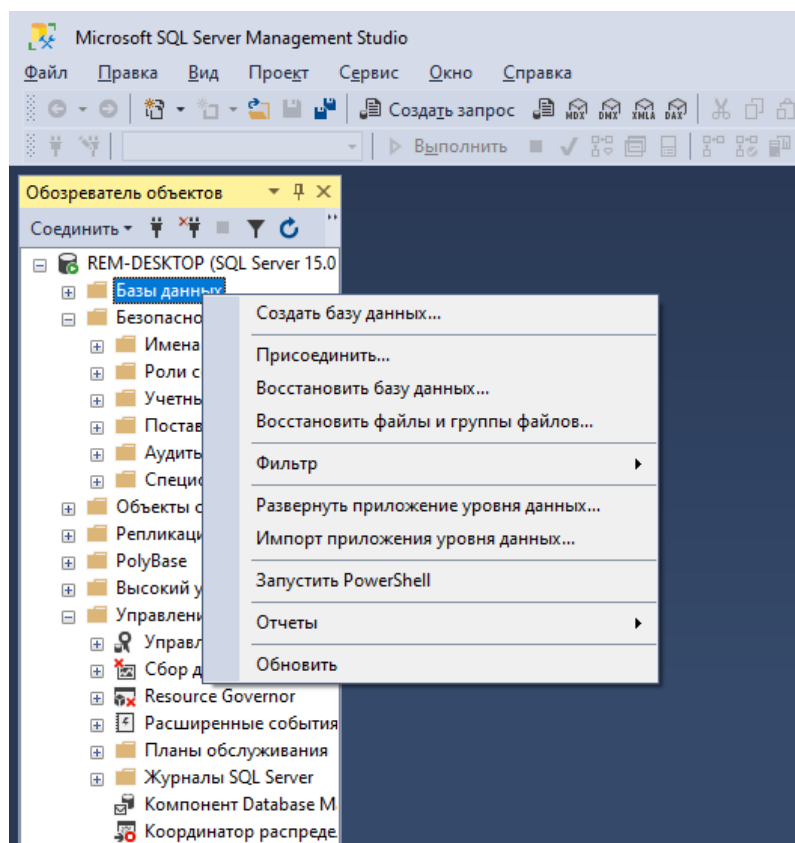 Microsoft SQL Server Management Studio
Файл Правка Вид Проект Сервис Окно Справка
Создать запрос MDX DMX XMLA DAX
Выполнить
Обозреватель объектов
Соединить
REM-DESKTOP (SQL Server 15.0
Базы данных
Безопасно
Имена
Роли с
Учетнь
Постав
Аудить
Специс
Объекты с
Репликаци
PolyBase
Высокий у
Управлени
Управл
Сбор д
Resource Governor
Расширенные события
Планы обслуживания
Журналы SQL Server
Компонент Database M
Координатор распреде
Создать базу данных...
Присоединить...
Восстановить базу данных...
Восстановить файлы и группы файлов...
Фильтр
Развернуть приложение уровня данных...
Импорт приложения уровня данных...
Запустить PowerShell
Отчеты
Обновить